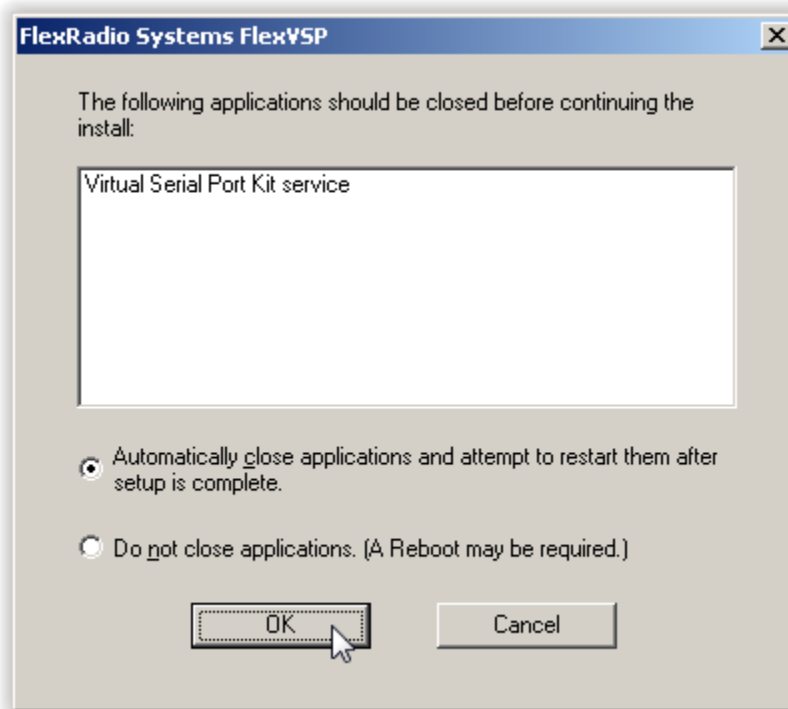 FlexRadio Systems FlexVSP
The following applications should be closed before continuing the
install:
Virtual Serial Port Kit service
Automatically close applications and attempt to restart them after
setup is complete.
Do not close applications. (A Reboot may be required.)
OK
Cancel